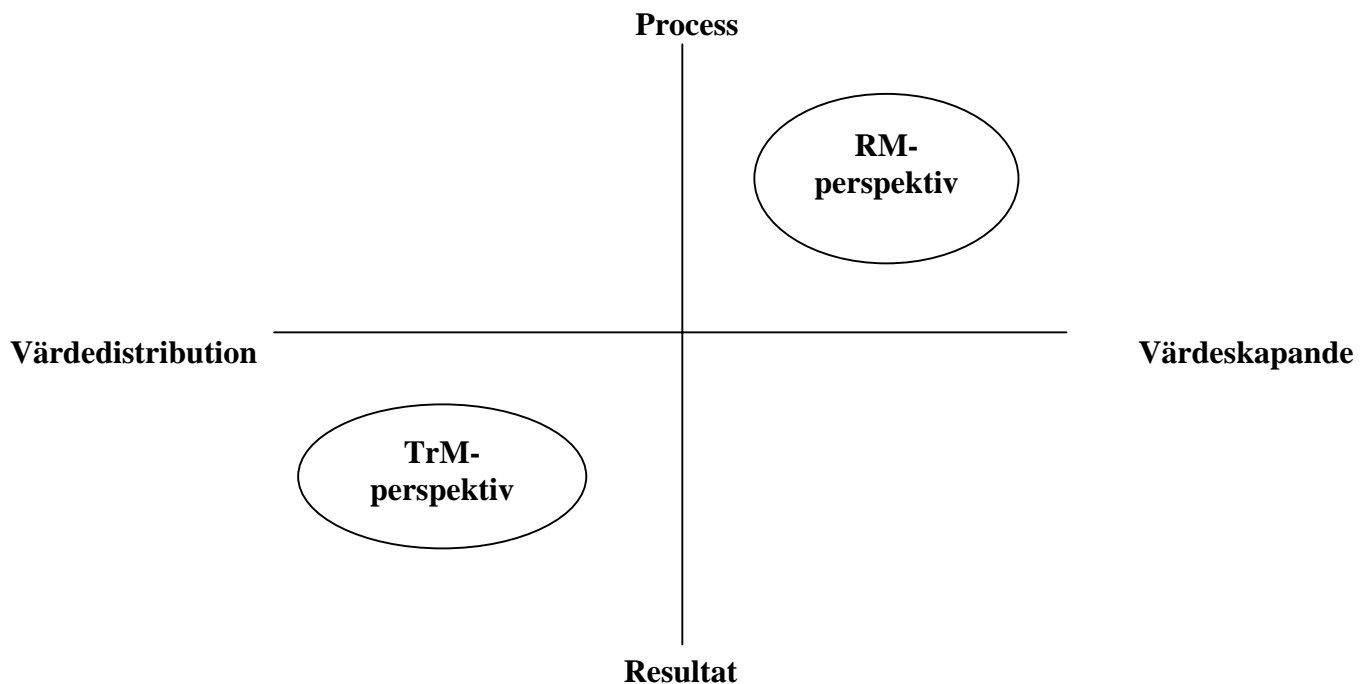 Process
RM-
perspektiv
Värdedistribution
Värdeskapande
TrM-
perspektiv
Resultat